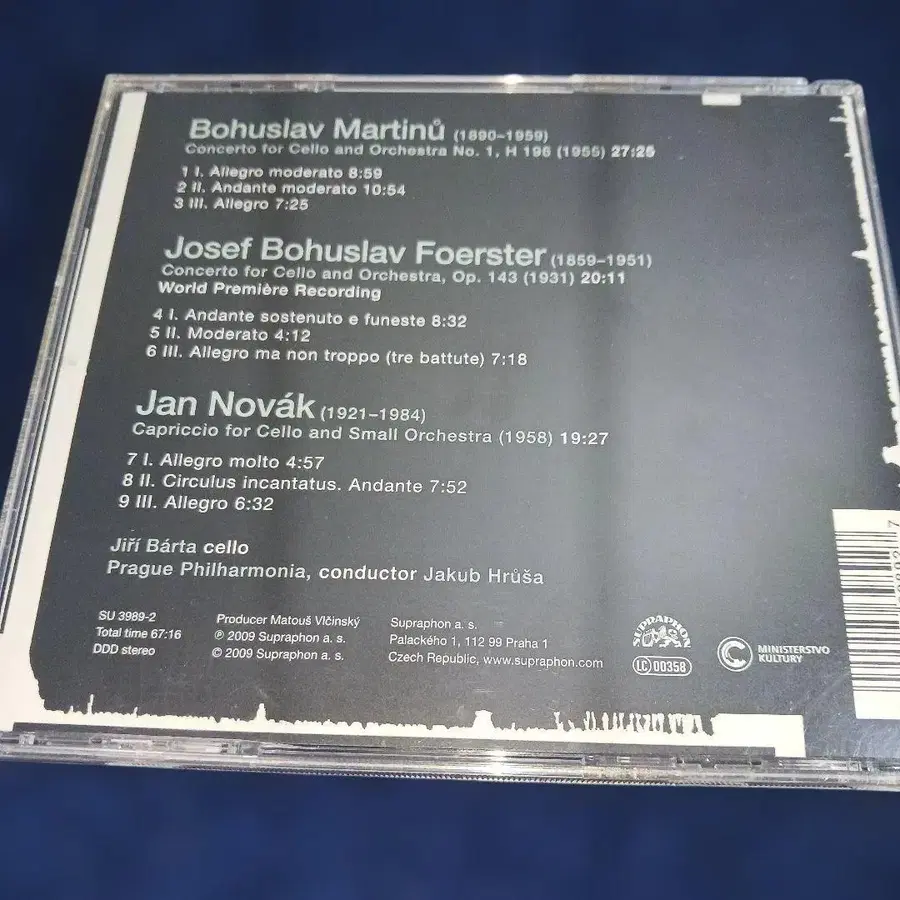 Bohuslav Martinů (1890–1959)
Concerto for Cello and Orchestra No. 1, H 196 (1955) 27:25
1 I. Allegro moderato 8:59
2 II. Andante moderato 10:54
3 III. Allegro 7:25
Josef Bohuslav Foerster (1859–1951)
Concerto for Cello and Orchestra, Op. 143 (1931) 20:11
World Première Recording
4 I. Andante sostenuto e funeste 8:32
5 II. Moderato 4:12
6 III. Allegro ma non troppo (tre battute) 7:18
Jan Novák (1921–1984)
Capriccio for Cello and Small Orchestra (1958) 19:27
7 I. Allegro molto 4:57
8 II. Circulus incantatus. Andante 7:52
9 III. Allegro 6:32
Jiří Bárta cello
Prague Philharmonia, conductor Jakub Hrůša
SU 3989-2
Total time 67:16
DDD stereo
Producer Matouš Vlčinský
℗ 2009 Supraphon a. s.
© 2009 Supraphon a. s.
Supraphon a. s.
Palackého 1, 112 99 Praha 1
Czech Republic, www.supraphon.com
SUPRAPHON
LC 00358
MINISTERSTVO
KULTURY